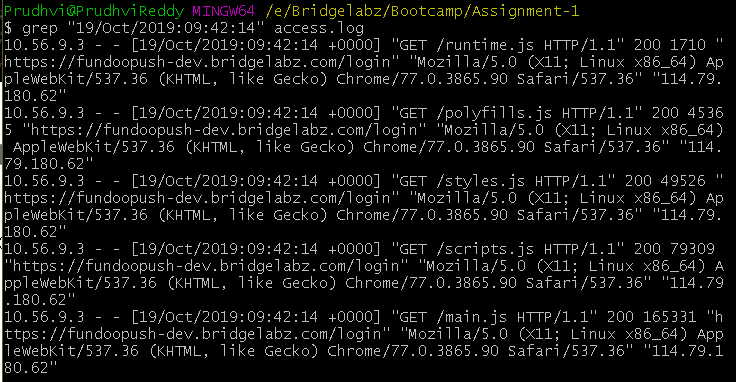 Prudhvi@PrudhviReddy MINGW64 /e/Bridgelabz/Bootcamp/Assignment-1
$ grep "19/Oct/2019:09:42:14" access.log
10.56.9.3 - - [19/Oct/2019:09:42:14 +0000] "GET /runtime.js HTTP/1.1" 200 1710 "
https://fundoopush-dev.bridgelabz.com/login" "Mozilla/5.0 (X11; Linux x86_64) Ap
pleWebKit/537.36 (KHTML, like Gecko) Chrome/77.0.3865.90 Safari/537.36" "114.79.
180.62"
10.56.9.3 - - [19/Oct/2019:09:42:14 +0000] "GET /polyfills.js HTTP/1.1" 200 4536
5 "https://fundoopush-dev.bridgelabz.com/login" "Mozilla/5.0 (X11; Linux x86_64)
 AppleWebKit/537.36 (KHTML, like Gecko) Chrome/77.0.3865.90 Safari/537.36" "114.
79.180.62"
10.56.9.3 - - [19/Oct/2019:09:42:14 +0000] "GET /styles.js HTTP/1.1" 200 49526 "
https://fundoopush-dev.bridgelabz.com/login" "Mozilla/5.0 (X11; Linux x86_64) Ap
pleWebKit/537.36 (KHTML, like Gecko) Chrome/77.0.3865.90 Safari/537.36" "114.79.
180.62"
10.56.9.3 - - [19/Oct/2019:09:42:14 +0000] "GET /scripts.js HTTP/1.1" 200 79309
"https://fundoopush-dev.bridgelabz.com/login" "Mozilla/5.0 (X11; Linux x86_64) A
ppleWebKit/537.36 (KHTML, like Gecko) Chrome/77.0.3865.90 Safari/537.36" "114.79
.180.62"
10.56.9.3 - - [19/Oct/2019:09:42:14 +0000] "GET /main.js HTTP/1.1" 200 165331 "h
ttps://fundoopush-dev.bridgelabz.com/login" "Mozilla/5.0 (X11; Linux x86_64) App
leWebKit/537.36 (KHTML, like Gecko) Chrome/77.0.3865.90 Safari/537.36" "114.79.1
80.62"